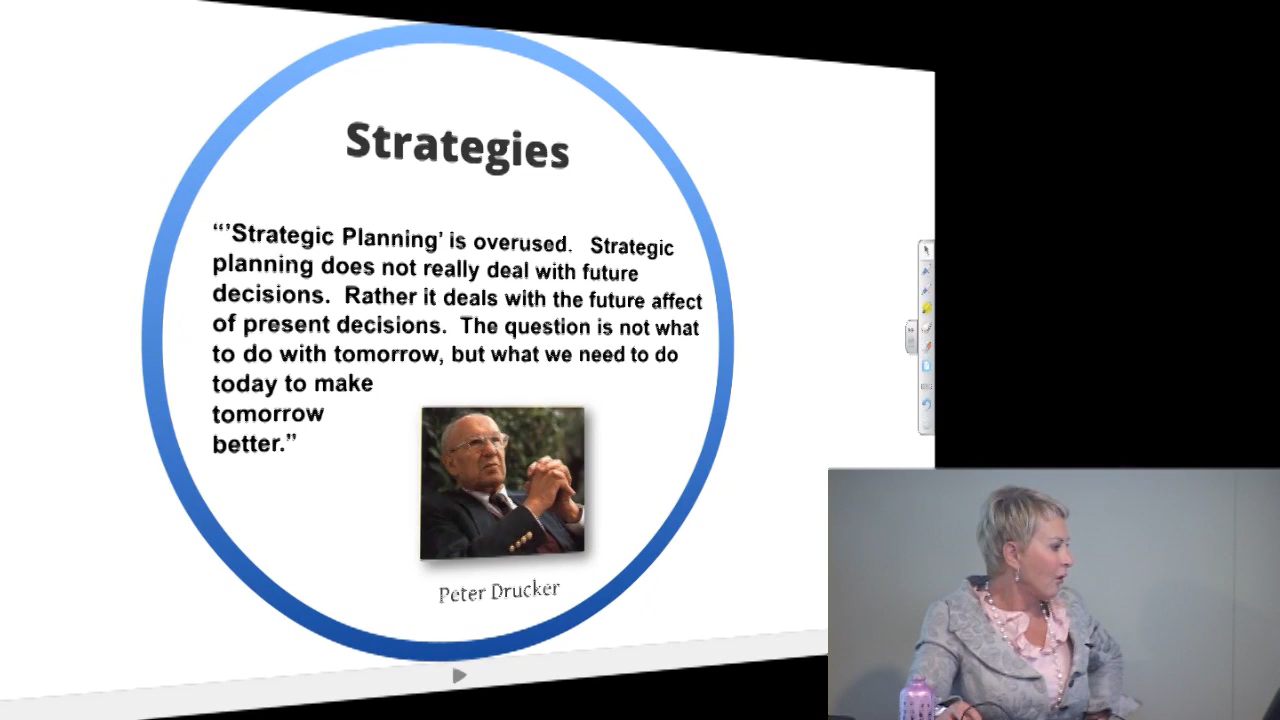 Strategies
“’Strategic Planning’ is overused.   Strategic
planning does not really deal with future
decisions.  Rather it deals with the future affect
of present decisions.  The question is not what
to do with tomorrow, but what we need to do
today to make
tomorrow
better.”
Peter Drucker